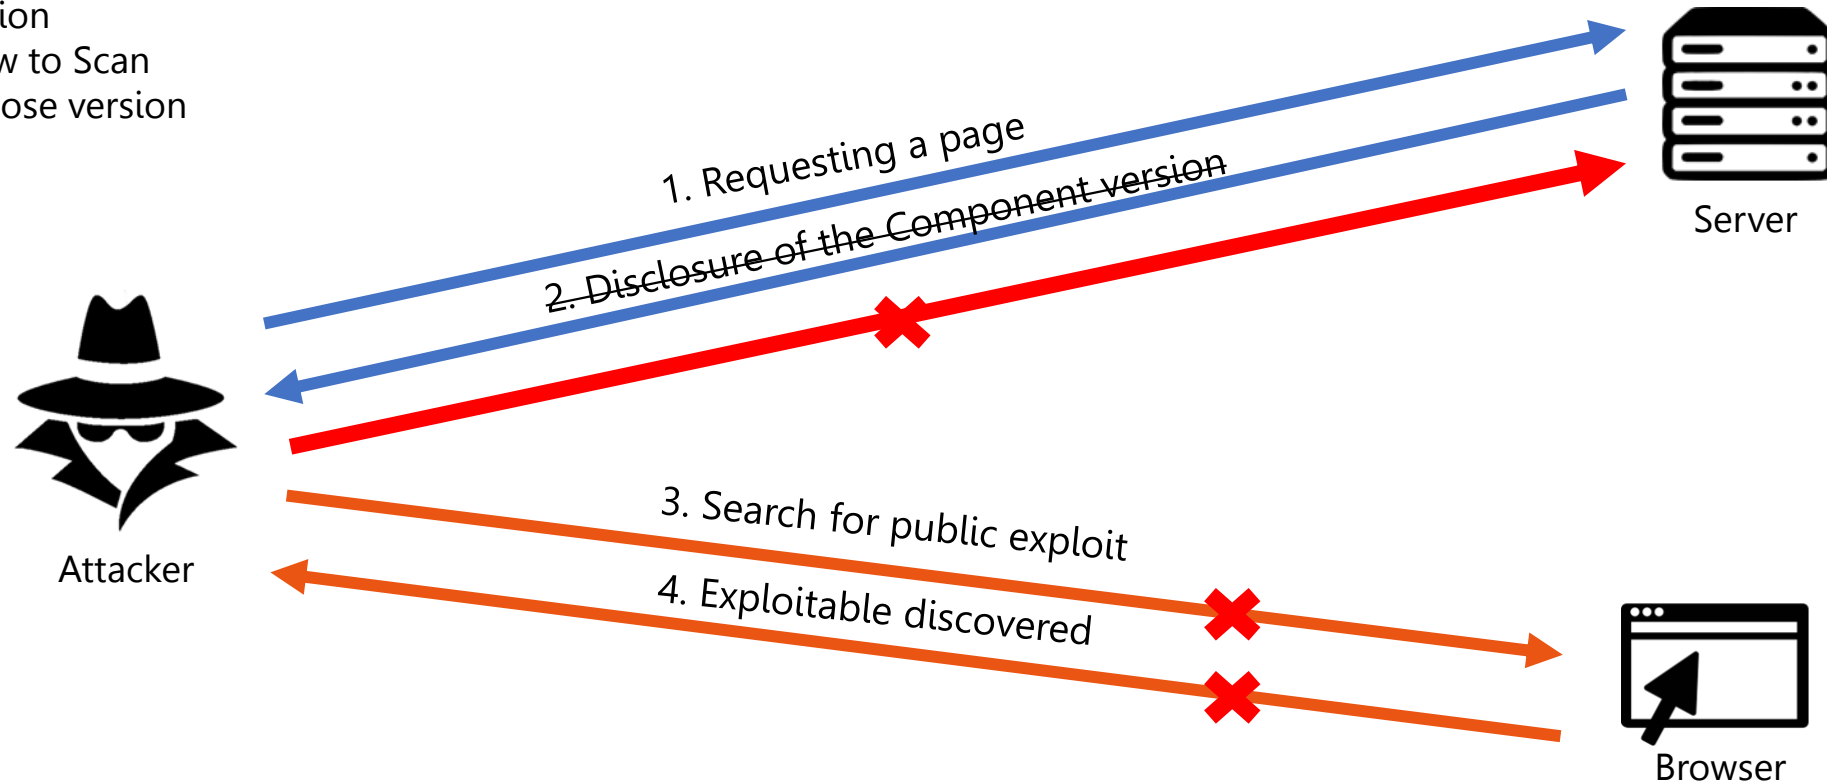 ion
w to Scan
ose version
1. Requesting a page
2. Disclosure of the Component version
Server
3. Search for public exploit
4. Exploitable discovered
Attacker
Browser